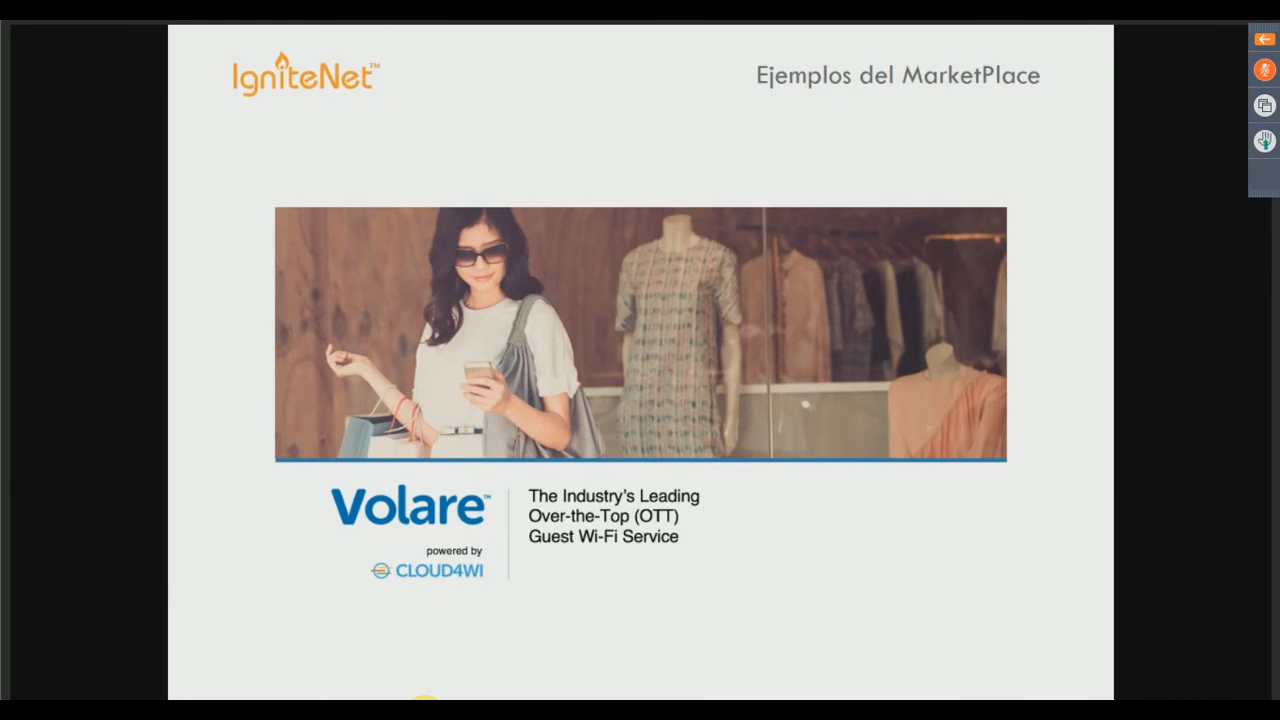 IgniteNet™
Ejemplos del MarketPlace
Volare™
powered by
CLOUD4WI
The Industry's Leading
Over-the-Top (OTT)
Guest Wi-Fi Service